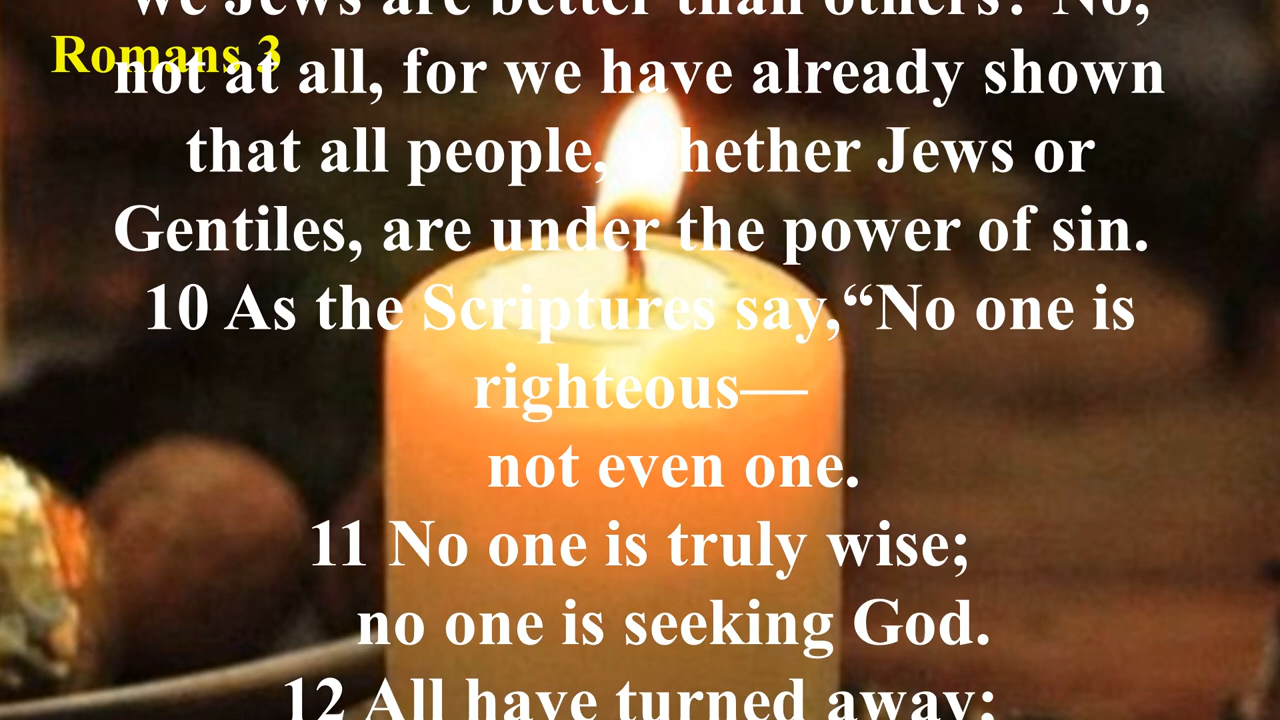 we Jews are better than others? No,
Romans 3
not at all, for we have already shown
that all people, whether Jews or
Gentiles, are under the power of sin.
10 As the Scriptures say,“No one is
righteous—
not even one.
11 No one is truly wise;
no one is seeking God.
12 All have turned away;